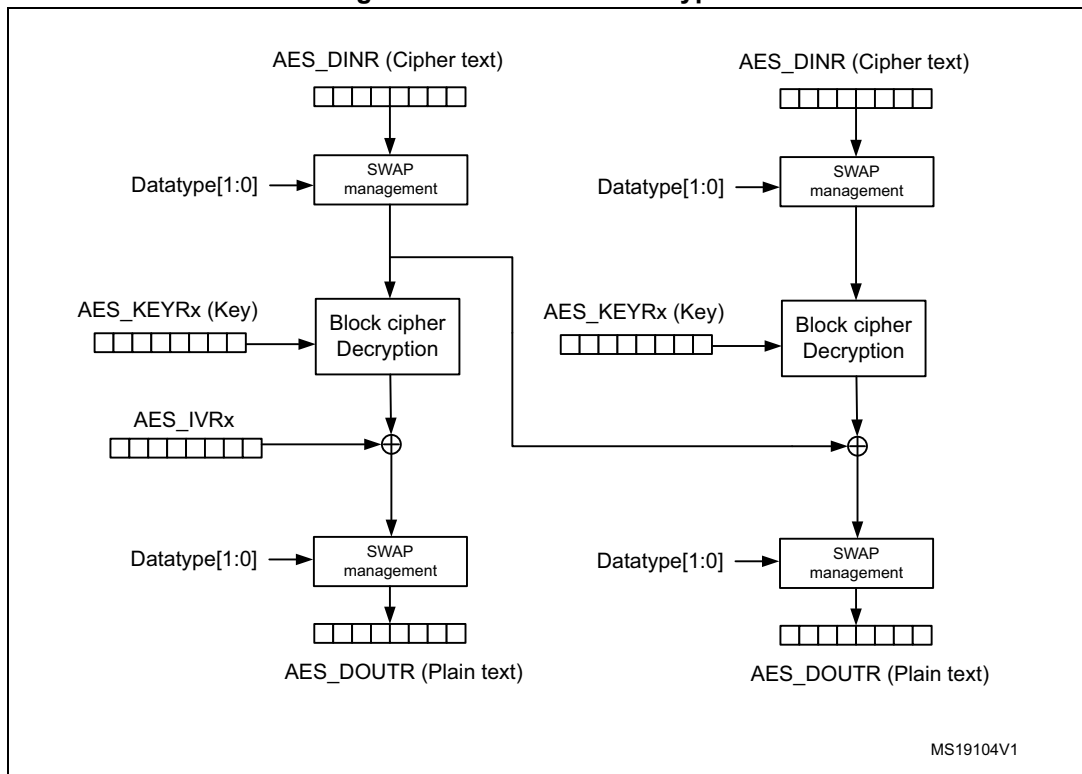 AES_DINR (Cipher text)
AES_DINR (Cipher text)
SWAP
management
Datatype[1:0]
SWAP
management
Datatype[1:0]
AES_KEYRx (Key)
Block cipher
Decryption
AES_KEYRx (Key)
Block cipher
Decryption
AES_IVRx
Datatype[1:0]
SWAP
management
Datatype[1:0]
SWAP
management
AES_DOUTR (Plain text)
AES_DOUTR (Plain text)
MS19104V1